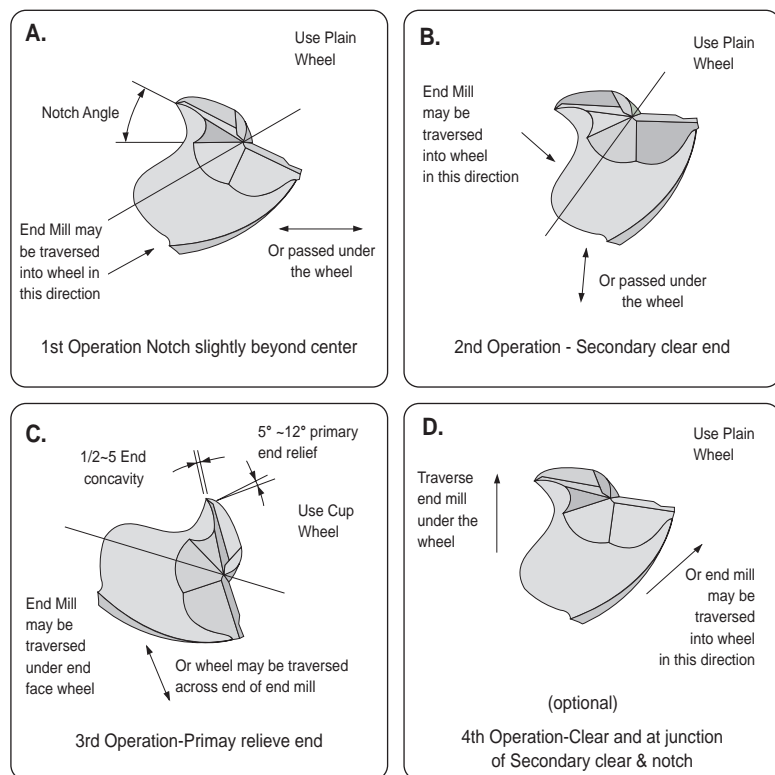 A.
Use Plain
Wheel
Notch Angle
End Mill may
be traversed
into wheel in
this direction
Or passed under
the wheel
1st Operation Notch slightly beyond center
B.
Use Plain
Wheel
End Mill
may be
traversed
into wheel
in this direction
Or passed under
the wheel
2nd Operation - Secondary clear end
C.
1/2~5 End
concavity
5° ~12° primary
end relief
Use Cup
Wheel
End Mill
may be
traversed
under end
face wheel
Or wheel may be traversed
across end of end mill
3rd Operation-Primay relieve end
D.
Use Plain
Wheel
Traverse
end mill
under the
wheel
Or end mill
may be
traversed
into wheel
in this direction
(optional)
4th Operation-Clear and at junction
of Secondary clear & notch